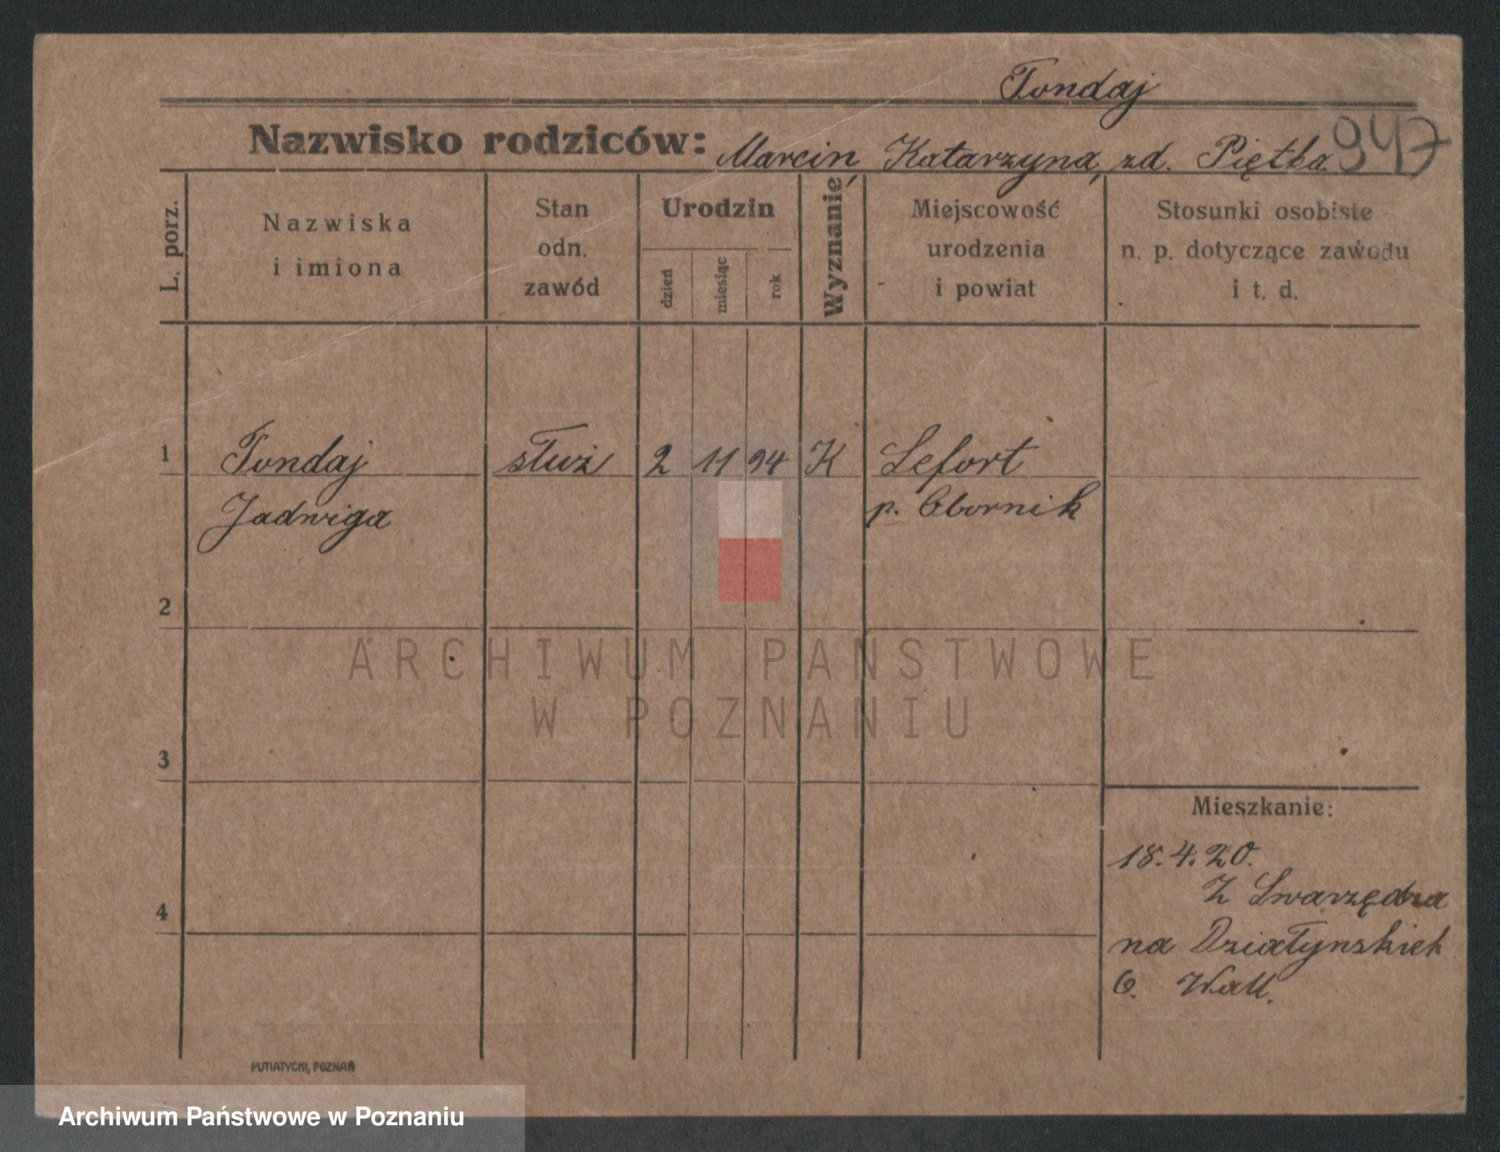 Tondaj
Nazwisko rodziców: Marcin Katarzyna, zd. Piętka 947
L. porz.
Nazwiska
i imiona
Stan
odn.
zawód
Urodzin
dzień
miesiąc
rok
Wyznanie
Miejscowość
urodzenia
i powiat
Stosunki osobiste
n. p. dotyczące zawodu
i t. d.
1 Tondaj służ 2 11 94 K Lefort
Jadwiga p. Obornik
2
ARCHIWUM PAŃSTWOWE
W POZNANIU
3
Mieszkanie:
18.4.20.
Z Swarzędza
4
na Działyńskich
6. Wall.
PUTIATYCKI, POZNAŃ
Archiwum Państwowe w Poznaniu